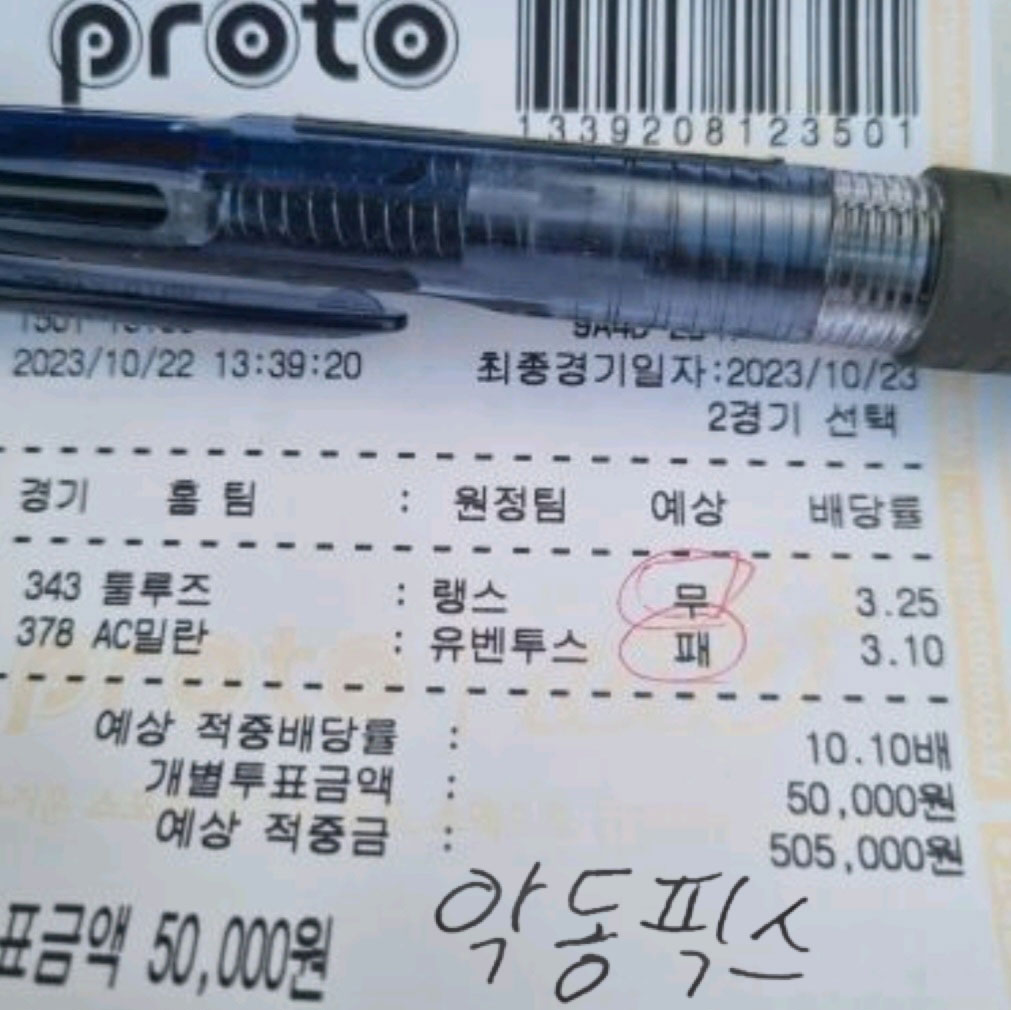 proto
1339208123501
2023/10/22 13:39:20 최종경기일자:2023/10/23
2경기 선택
경기 홈 팀 : 원정팀 예상 배당률
343 툴루즈 : 랭스 무 3.25
378 AC밀란 : 유벤투스 패 3.10
예상 적중배당률 : 10.10배
개별투표금액 : 50,000원
예상 적중금 : 505,000원
표금액 50,000원
악동픽스